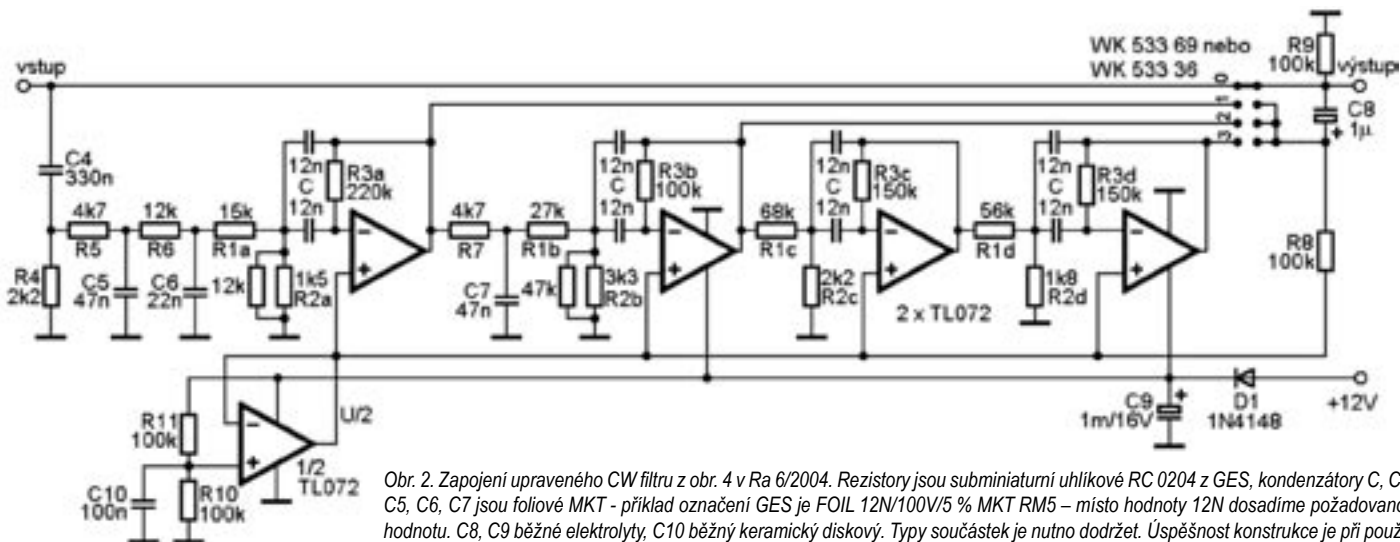 WK 533 69 nebo
WK 533 36
R9
100k
vstup
výstup
0
1
2
3
C8
1µ
+
C4
330n
12n
C
12n
R3a
220k
12n
C
12n
R3b
100k
12n
C
12n
R3c
150k
12n
C
12n
R3d
150k
4k7
R5
12k
R6
15k
R1a
4k7
R7
27k
R1b
68k
R1c
56k
R1d
R4
2k2
C5
47n
C6
22n
12k
1k5
R2a
C7
47n
47k
3k3
R2b
2k2
R2c
1k8
R2d
R8
100k
2 x TL072
U/2
R11
100k
1/2
TL072
C10
100n
R10
100k
C9
1m/16V
+
D1
1N4148
+12V
Obr. 2. Zapojení upraveného CW filtru z obr. 4 v Ra 6/2004. Rezistory jsou subminiaturní uhlíkové RC 0204 z GES, kondenzátory C,
C5, C6, C7 jsou foliové MKT - příklad označení GES je FOIL 12N/100V/5 % MKT RM5 – místo hodnoty 12N dosadíme
hodnotu. C8, C9 běžné elektrolyty, C10 běžný keramický diskový. Typy součástek je nutno dodržet. Úspěšnost konstrukce je při